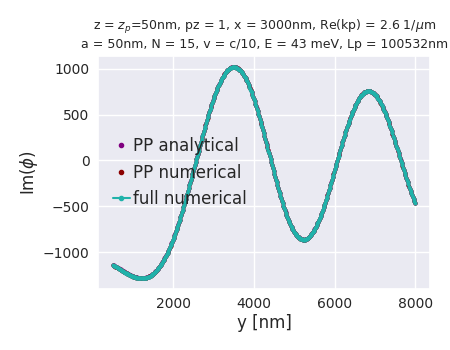 z = z_p=50nm, pz = 1, x = 3000nm, Re(kp) = 2.6 1/μm
a = 50nm, N = 15, v = c/10, E = 43 meV, Lp = 100532nm
1000
500
0
−500
−1000
Im(ϕ)
PP analytical
PP numerical
full numerical
2000 4000 6000 8000
y [nm]